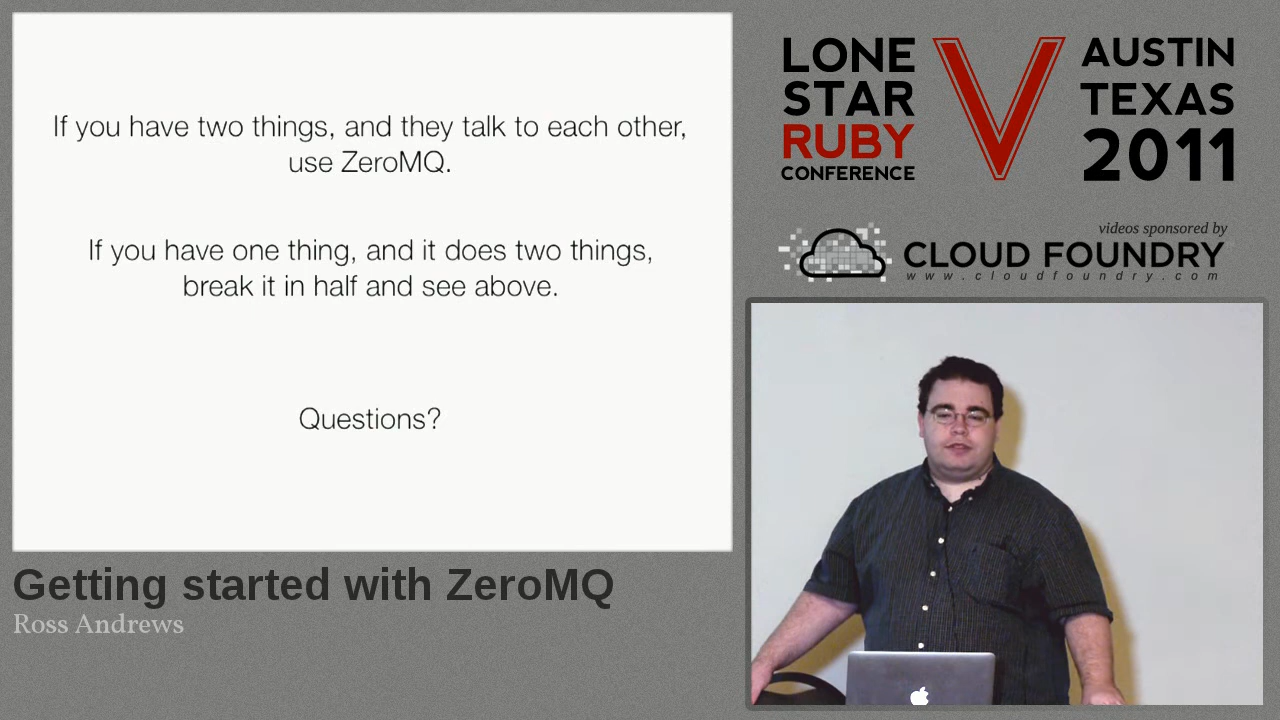 If you have two things, and they talk to each other,
use ZeroMQ.
If you have one thing, and it does two things,
break it in half and see above.
Questions?
Getting started with ZeroMQ
Ross Andrews
LONE
STAR
RUBY
CONFERENCE
V
AUSTIN
TEXAS
2011
videos sponsored by
CLOUD FOUNDRY
www.cloudfoundry.com